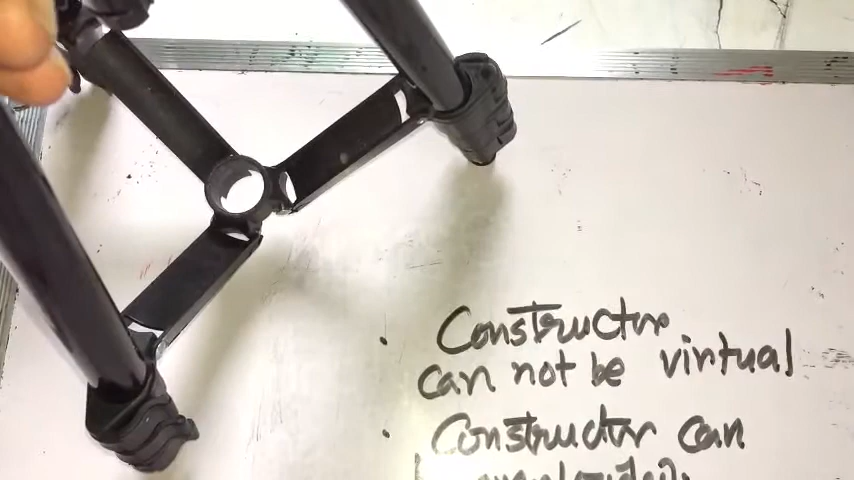 • Constructor
can not be virtual
• Constructor can